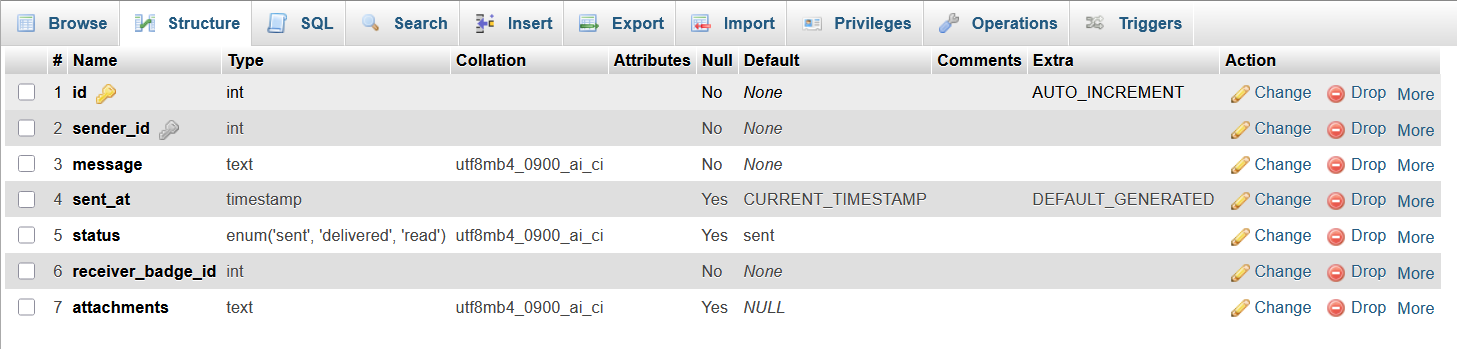 Browse Structure SQL Search Insert Export Import Privileges Operations Triggers
# Name Type Collation Attributes Null Default Comments Extra Action
1 id int No None AUTO_INCREMENT Change Drop More
2 sender_id int No None Change Drop More
3 message text utf8mb4_0900_ai_ci No None Change Drop More
4 sent_at timestamp Yes CURRENT_TIMESTAMP DEFAULT_GENERATED Change Drop More
5 status enum('sent', 'delivered', 'read') utf8mb4_0900_ai_ci Yes sent Change Drop More
6 receiver_badge_id int No None Change Drop More
7 attachments text utf8mb4_0900_ai_ci Yes NULL Change Drop More